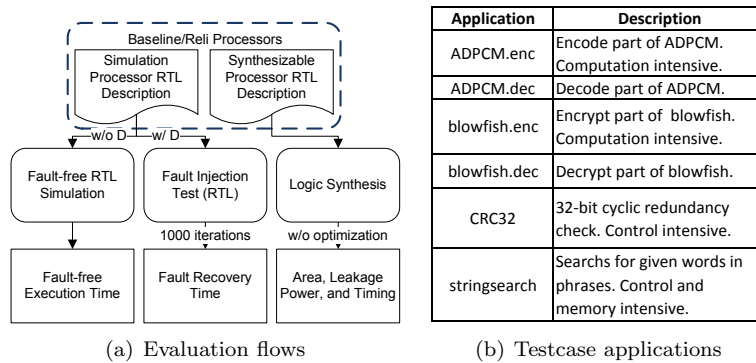 Baseline/Reli Processors
Simulation
Processor RTL
Description
Synthesizable
Processor RTL
Description
w/o D
w/ D
Fault-free RTL
Simulation
Fault Injection
Test (RTL)
Logic Synthesis
1000 iterations
w/o optimization
Fault-free
Execution Time
Fault Recovery
Time
Area, Leakage
Power, and Timing
(a) Evaluation flows
Application
Description
ADPCM.enc
Encode part of ADPCM.
Computation intensive.
ADPCM.dec
Decode part of ADPCM.
blowfish.enc
Encrypt part of blowfish.
Computation intensive.
blowfish.dec
Decrypt part of blowfish.
CRC32
32-bit cyclic redundancy
check. Control intensive.
stringsearch
Searchs for given words in
phrases. Control and
memory intensive.
(b) Testcase applications